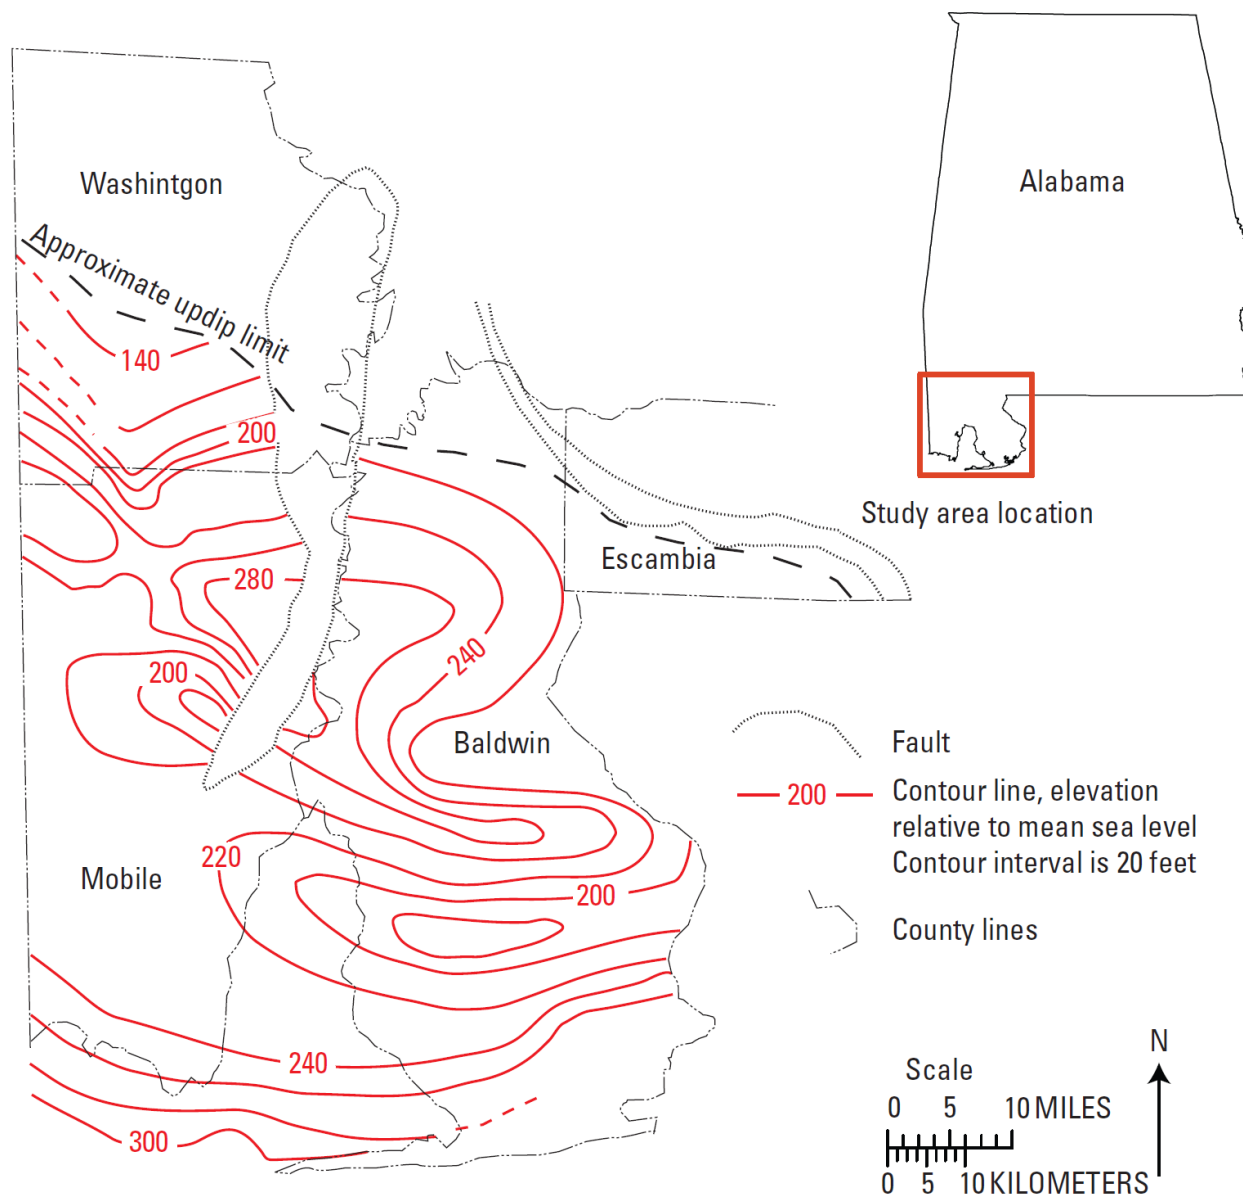 Washintgon
Alabama
Approximate updip limit
140
200
Study area location
Escambia
280
240
200
Baldwin
Fault
200
Contour line, elevation
relative to mean sea level
Contour interval is 20 feet
220
Mobile
200
County lines
240
300
N
Scale
0 5 10 MILES
0 5 10 KILOMETERS